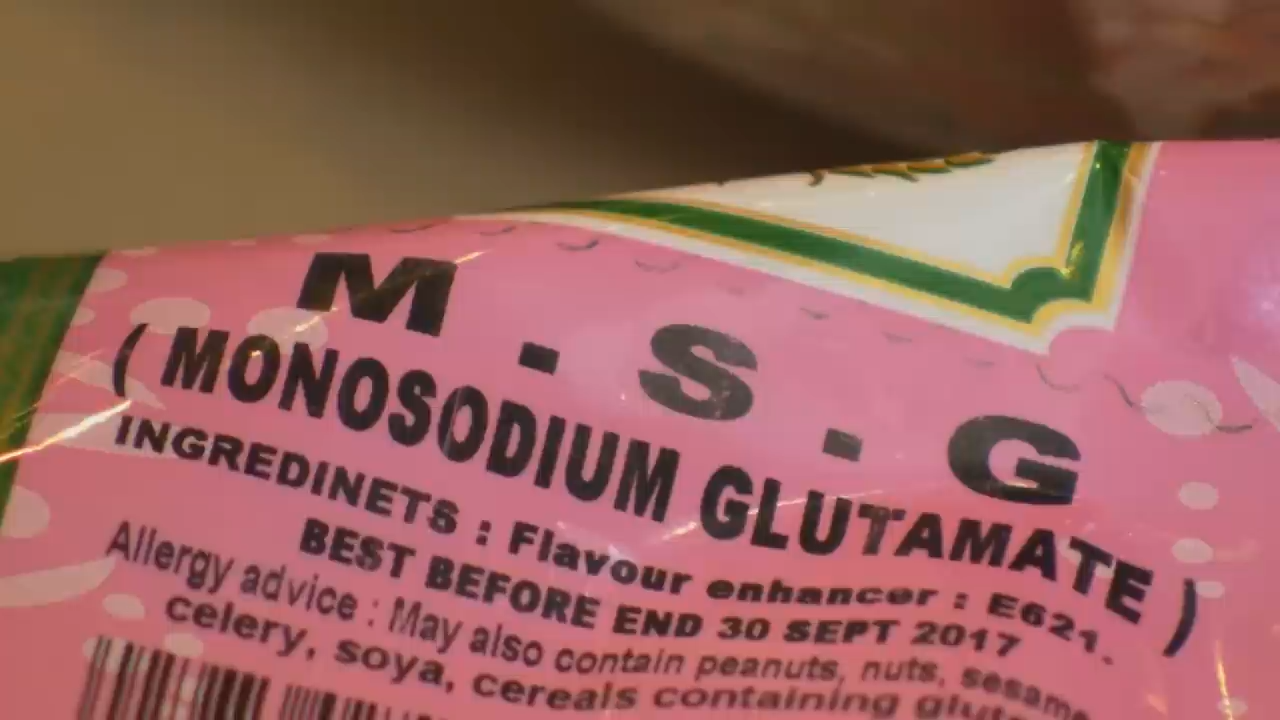 M . S . G
( MONOSODIUM GLUTAMATE )
INGREDINETS : Flavour enhancer : E621.
BEST BEFORE END 30 SEPT 2017
Allergy advice : May also contain peanuts, nuts, sesame
celery, soya, cereals containing